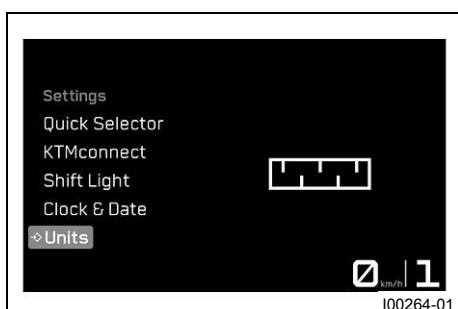 Settings
Quick Selector
KTMconnect
Shift Light
Clock & Date
Units
0 km/h 1
I00264-01